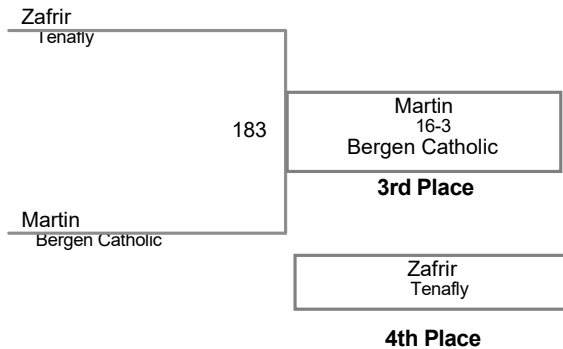 Zafrir
Tenafly
183
Martin
16-3
Bergen Catholic
3rd Place
Martin
Bergen Catholic
Zafrir
Tenafly
4th Place